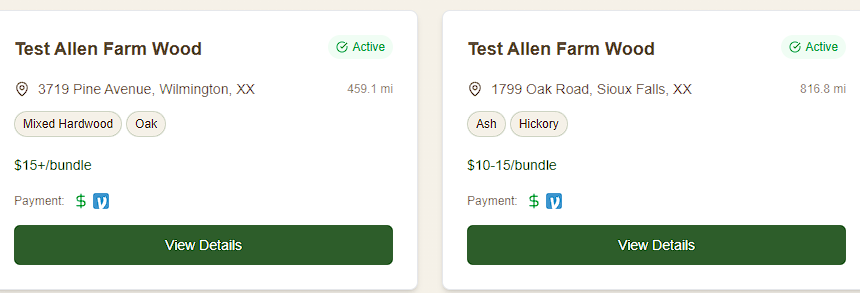 Test Allen Farm Wood
Active
3719 Pine Avenue, Wilmington, XX
459.1 mi
Mixed Hardwood
Oak
$15+/bundle
Payment: $ V
View Details
Test Allen Farm Wood
Active
1799 Oak Road, Sioux Falls, XX
816.8 mi
Ash
Hickory
$10-15/bundle
Payment: $ V
View Details